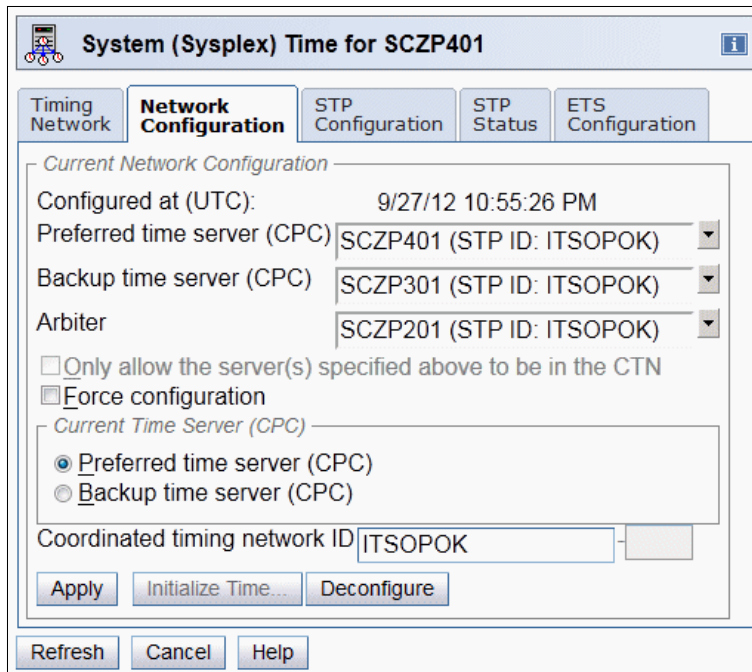 System (Sysplex) Time for SCZP401
i
Timing Network
Network Configuration
STP Configuration
STP Status
ETS Configuration
Current Network Configuration
Configured at (UTC): 9/27/12 10:55:26 PM
Preferred time server (CPC) SCZP401 (STP ID: ITSOPOK)
Backup time server (CPC) SCZP301 (STP ID: ITSOPOK)
Arbiter SCZP201 (STP ID: ITSOPOK)
Only allow the server(s) specified above to be in the CTN
Force configuration
Current Time Server (CPC)
Preferred time server (CPC)
Backup time server (CPC)
Coordinated timing network ID ITSOPOK -
Apply Initialize Time... Deconfigure
Refresh Cancel Help